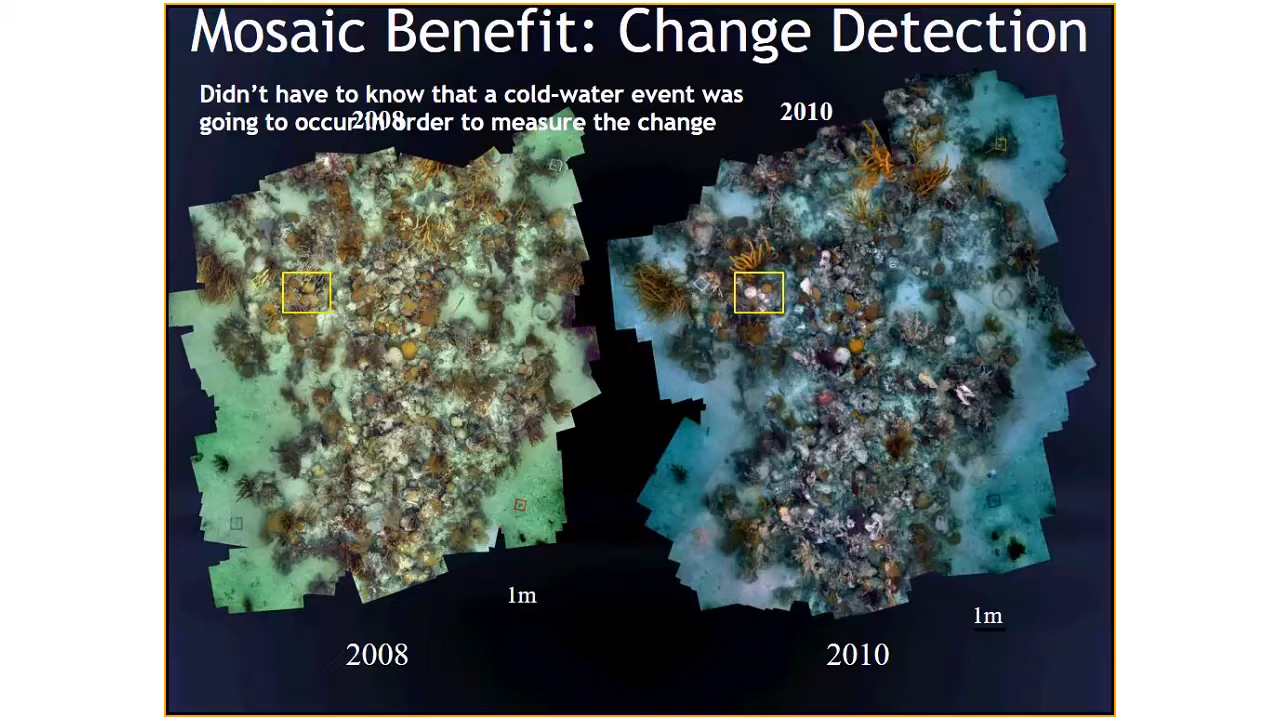 Mosaic Benefit: Change Detection
Didn't have to know that a cold-water event was
going to occur in order to measure the change
2008
2010
1m
1m
2008
2010